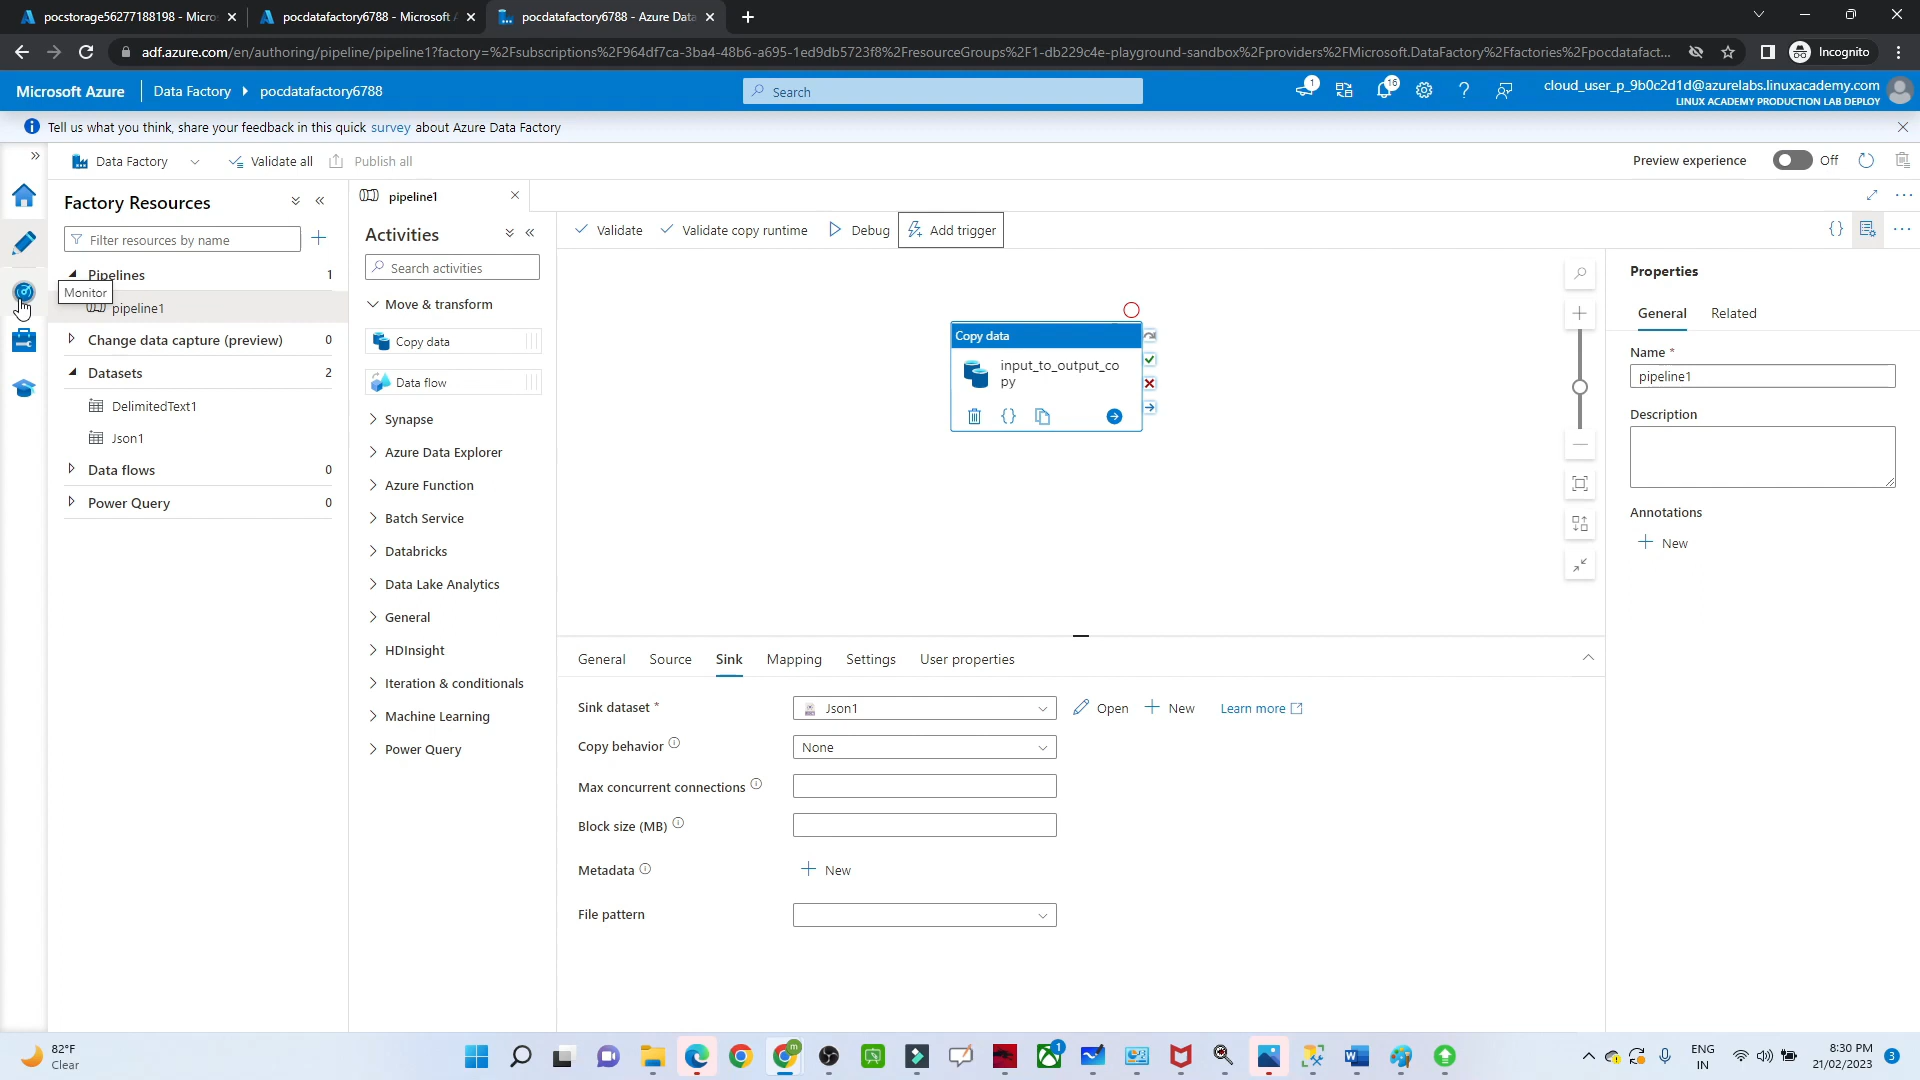 pocstorage56277188198 - Micro
pocdatafactory6788 - Microsoft A
pocdatafactory6788 - Azure Data
adf.azure.com/en/authoring/pipeline/pipeline1?factory=%2Fsubscriptions%2F964df7ca-3ba4-48b6-a695-1ed9db5723f8%2FresourceGroups%2F1-db229c4e-playground-sandbox%2Fproviders%2FMicrosoft.DataFactory%2Ffactories%2Fpocdatafact...
Incognito
Microsoft Azure
Data Factory
pocdatafactory6788
Search
1
16
cloud_user_p_9b0c2d1d@azurelabs.linuxacademy.com
LINUX ACADEMY PRODUCTION LAB DEPLOY
Tell us what you think, share your feedback in this quick survey about Azure Data Factory
Data Factory
Validate all
Publish all
Preview experience
Off
Factory Resources
Filter resources by name
Pipelines 1
Monitor
pipeline1
Change data capture (preview) 0
Datasets 2
DelimitedText1
Json1
Data flows 0
Power Query 0
pipeline1
Activities
Search activities
Move & transform
Copy data
Data flow
Synapse
Azure Data Explorer
Azure Function
Batch Service
Databricks
Data Lake Analytics
General
HDInsight
Iteration & conditionals
Machine Learning
Power Query
Validate
Validate copy runtime
Debug
Add trigger
Copy data
input_to_output_co
py
General
Source
Sink
Mapping
Settings
User properties
Sink dataset *
Json1
Open
New
Learn more
Copy behavior
None
Max concurrent connections
Block size (MB)
Metadata
New
File pattern
Properties
General
Related
Name *
pipeline1
Description
Annotations
New
82°F
Clear
m
1
ENG
IN
8:30 PM
21/02/2023
3